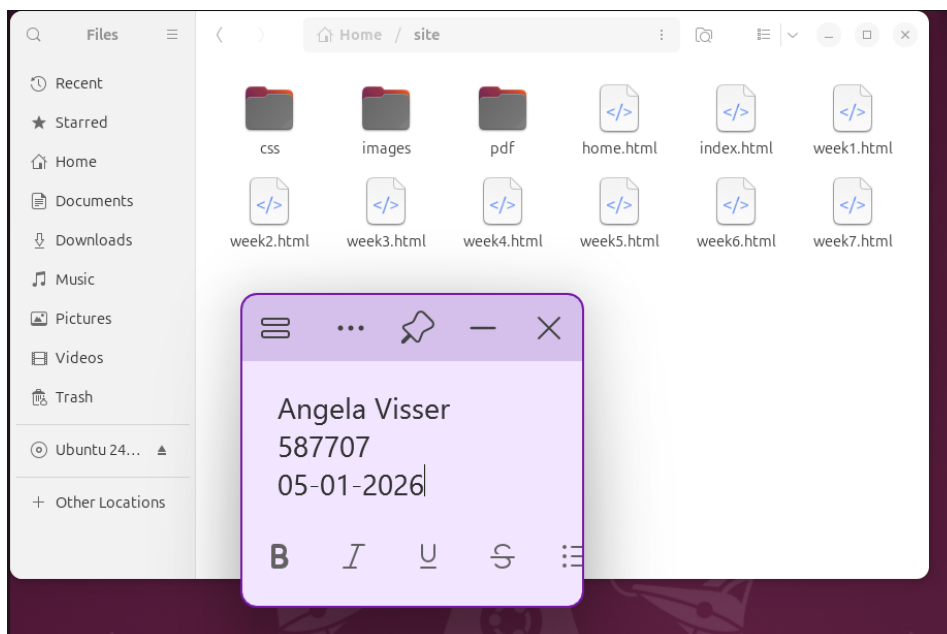 Files
Home / site
Recent
Starred
Home
Documents
Downloads
Music
Pictures
Videos
Trash
Ubuntu 24...
+ Other Locations
css
images
pdf
home.html
index.html
week1.html
week2.html
week3.html
week4.html
week5.html
week6.html
week7.html
Angela Visser
587707
05-01-2026
B I U S